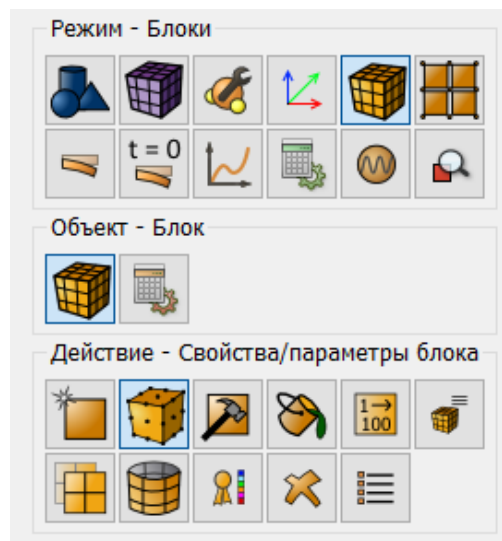 Режим - Блоки
t = 0
Объект - Блок
Действие - Свойства/параметры блока
1→
100